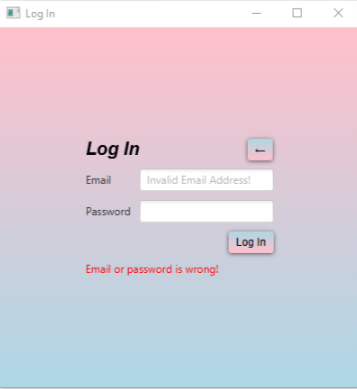 Log In
Log In ←
Email Invalid Email Address!
Password
Log In
Email or password is wrong!